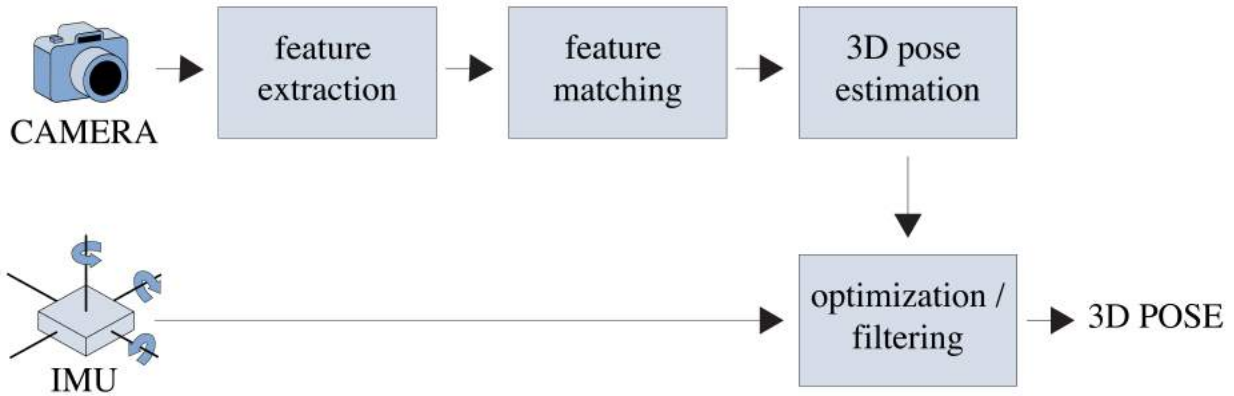 CAMERA
feature
extraction
feature
matching
3D pose
estimation
IMU
optimization /
filtering
3D POSE